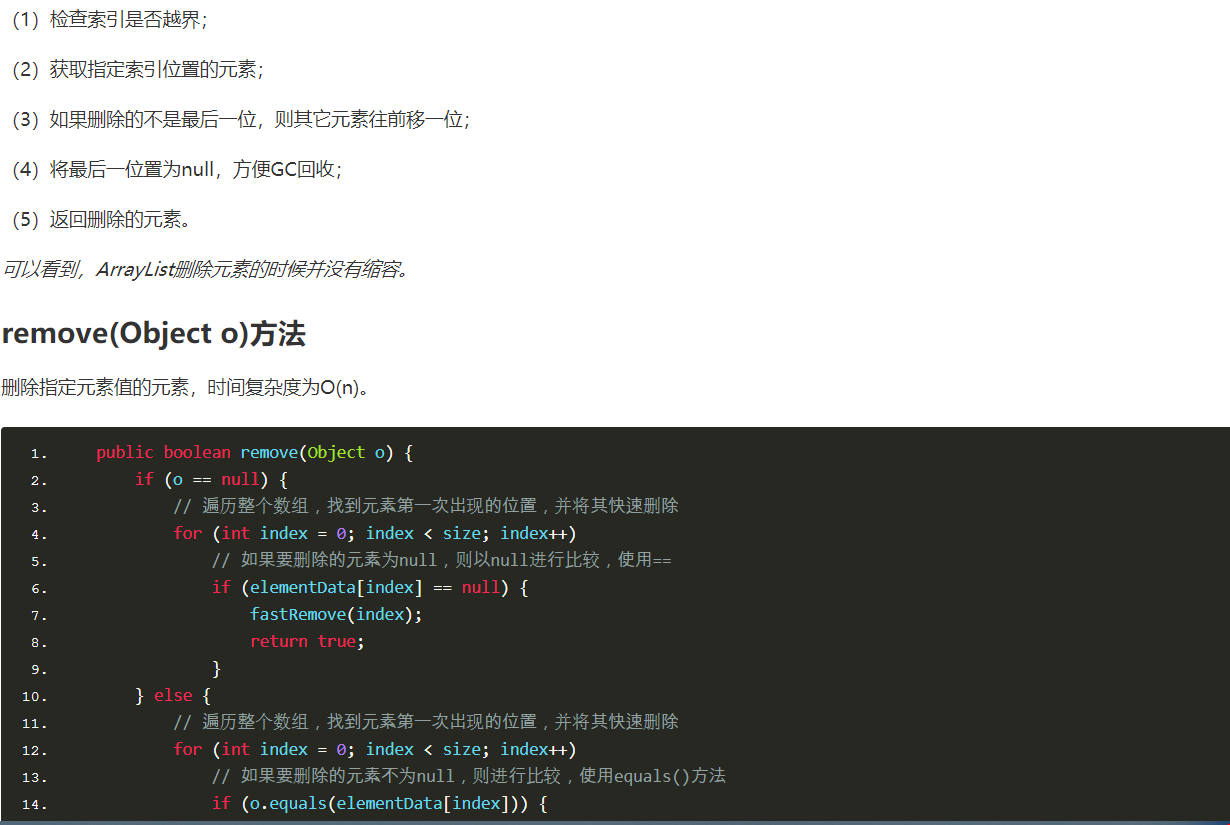 （1）检查索引是否越界；
（2）获取指定索引位置的元素；
（3）如果删除的不是最后一位，则其它元素往前移一位；
（4）将最后一位置为null，方便GC回收；
（5）返回删除的元素。
可以看到，ArrayList删除元素的时候并没有缩容。
remove(Object o)方法
删除指定元素值的元素，时间复杂度为O(n)。
1. public boolean remove(Object o) {
2. if (o == null) {
3. // 遍历整个数组，找到元素第一次出现的位置，并将其快速删除
4. for (int index = 0; index < size; index++)
5. // 如果要删除的元素为null，则以null进行比较，使用==
6. if (elementData[index] == null) {
7. fastRemove(index);
8. return true;
9. }
10. } else {
11. // 遍历整个数组，找到元素第一次出现的位置，并将其快速删除
12. for (int index = 0; index < size; index++)
13. // 如果要删除的元素不为null，则进行比较，使用equals()方法
14. if (o.equals(elementData[index])) {